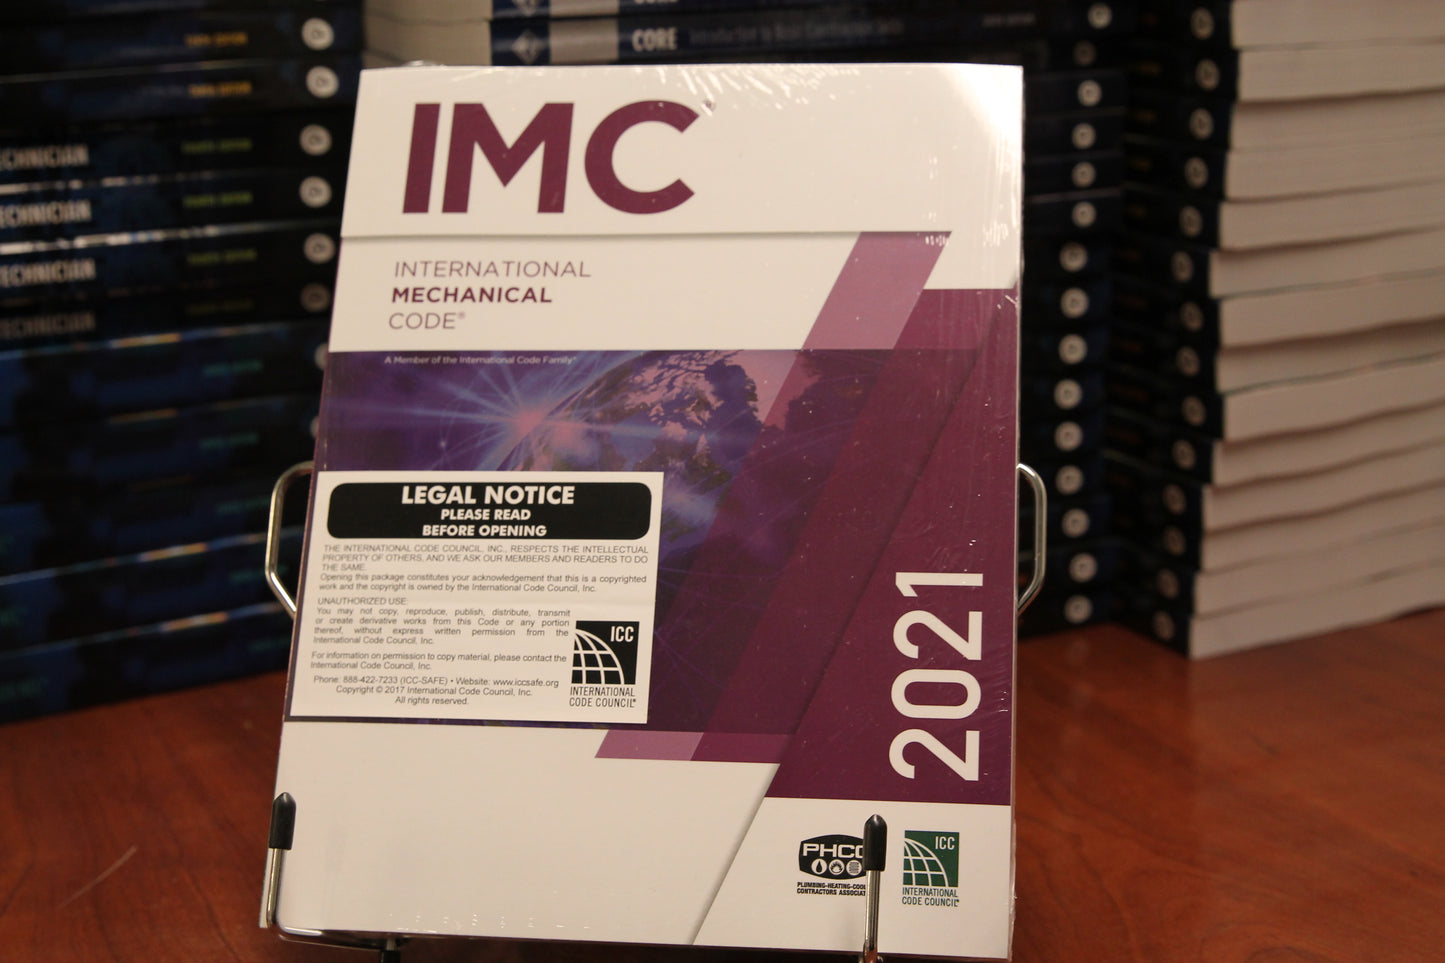 CORE Introduction to Basic Construction Skills
TECHNICIAN
TECHNICIAN
TECHNICIAN
TECHNICIAN
IMC®
INTERNATIONAL
MECHANICAL
CODE®
A Member of the International Code Family®
LEGAL NOTICE
PLEASE READ
BEFORE OPENING
THE INTERNATIONAL CODE COUNCIL, INC., RESPECTS THE INTELLECTUAL
PROPERTY OF OTHERS, AND WE ASK OUR MEMBERS AND READERS TO DO
THE SAME.
Opening this package constitutes your acknowledgement that this is a copyrighted
work and the copyright is owned by the International Code Council, Inc.
UNAUTHORIZED USE:
You may not copy, reproduce, publish, distribute, transmit
or create derivative works from this Code or any portion
thereof, without express written permission from the
International Code Council, Inc.
For information on permission to copy material, please contact the
International Code Council, Inc.
Phone: 888-422-7233 (ICC-SAFE) • Website: www.iccsafe.org
Copyright © 2017 International Code Council, Inc.
All rights reserved.
ICC
INTERNATIONAL
CODE COUNCIL®
2021
PHCC
PLUMBING-HEATING-COO
CONTRACTORS ASSOCIAT
ICC
INTERNATIONAL
CODE COUNCIL®